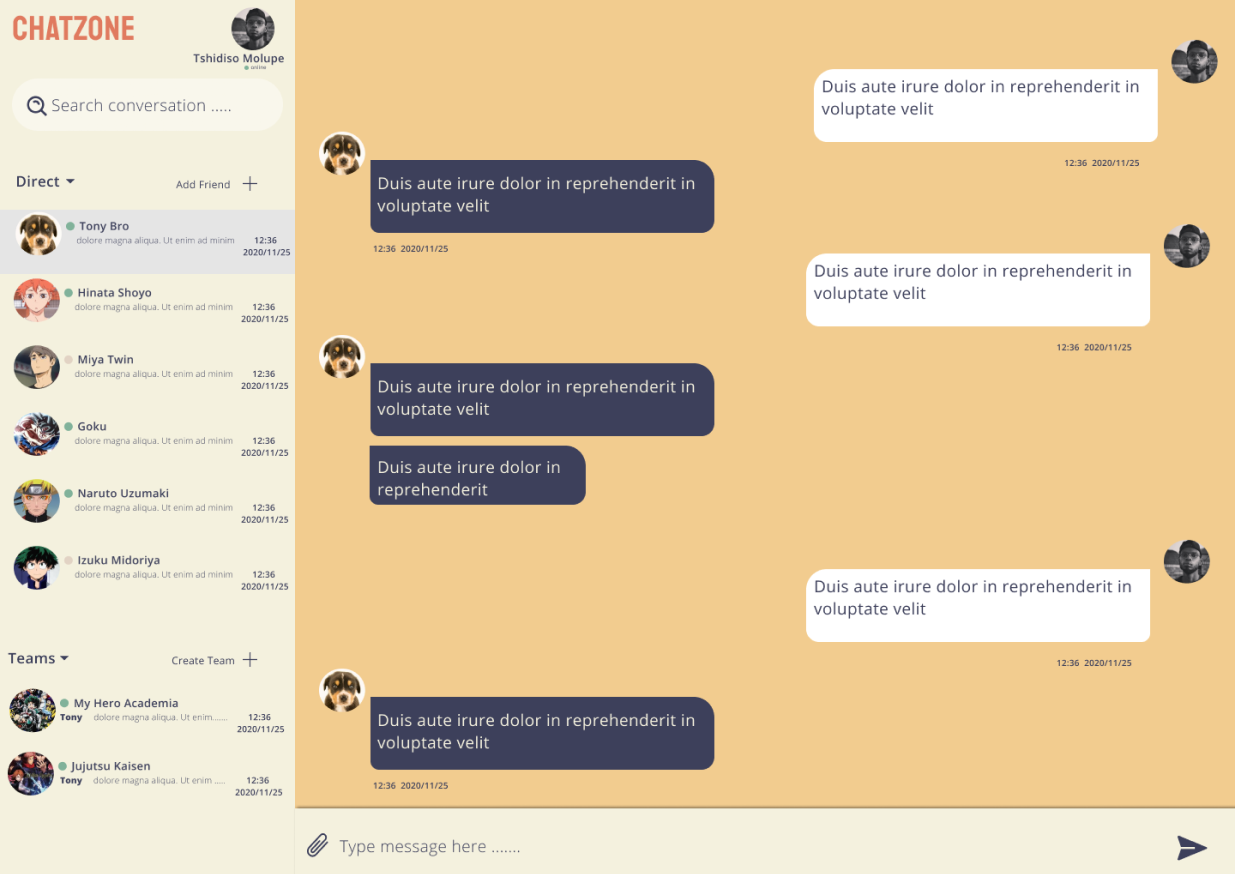 CHATZONE
Tshidiso Molupe
online
Search conversation .....
Direct
Add Friend
Tony Bro
dolore magna aliqua. Ut enim ad minim
12:36
2020/11/25
Hinata Shoyo
dolore magna aliqua. Ut enim ad minim
12:36
2020/11/25
Miya Twin
dolore magna aliqua. Ut enim ad minim
12:36
2020/11/25
Goku
dolore magna aliqua. Ut enim ad minim
12:36
2020/11/25
Naruto Uzumaki
dolore magna aliqua. Ut enim ad minim
12:36
2020/11/25
Izuku Midoriya
dolore magna aliqua. Ut enim ad minim
12:36
2020/11/25
Teams
Create Team
My Hero Academia
Tony dolore magna aliqua. Ut enim......
12:36
2020/11/25
Jujutsu Kaisen
Tony dolore magna aliqua. Ut enim .....
12:36
2020/11/25
Duis aute irure dolor in reprehenderit in
voluptate velit
12:36 2020/11/25
Duis aute irure dolor in reprehenderit in
voluptate velit
12:36 2020/11/25
Duis aute irure dolor in reprehenderit in
voluptate velit
12:36 2020/11/25
Duis aute irure dolor in reprehenderit in
voluptate velit
Duis aute irure dolor in
reprehenderit
Duis aute irure dolor in reprehenderit in
voluptate velit
12:36 2020/11/25
Duis aute irure dolor in reprehenderit in
voluptate velit
12:36 2020/11/25
Type message here .......